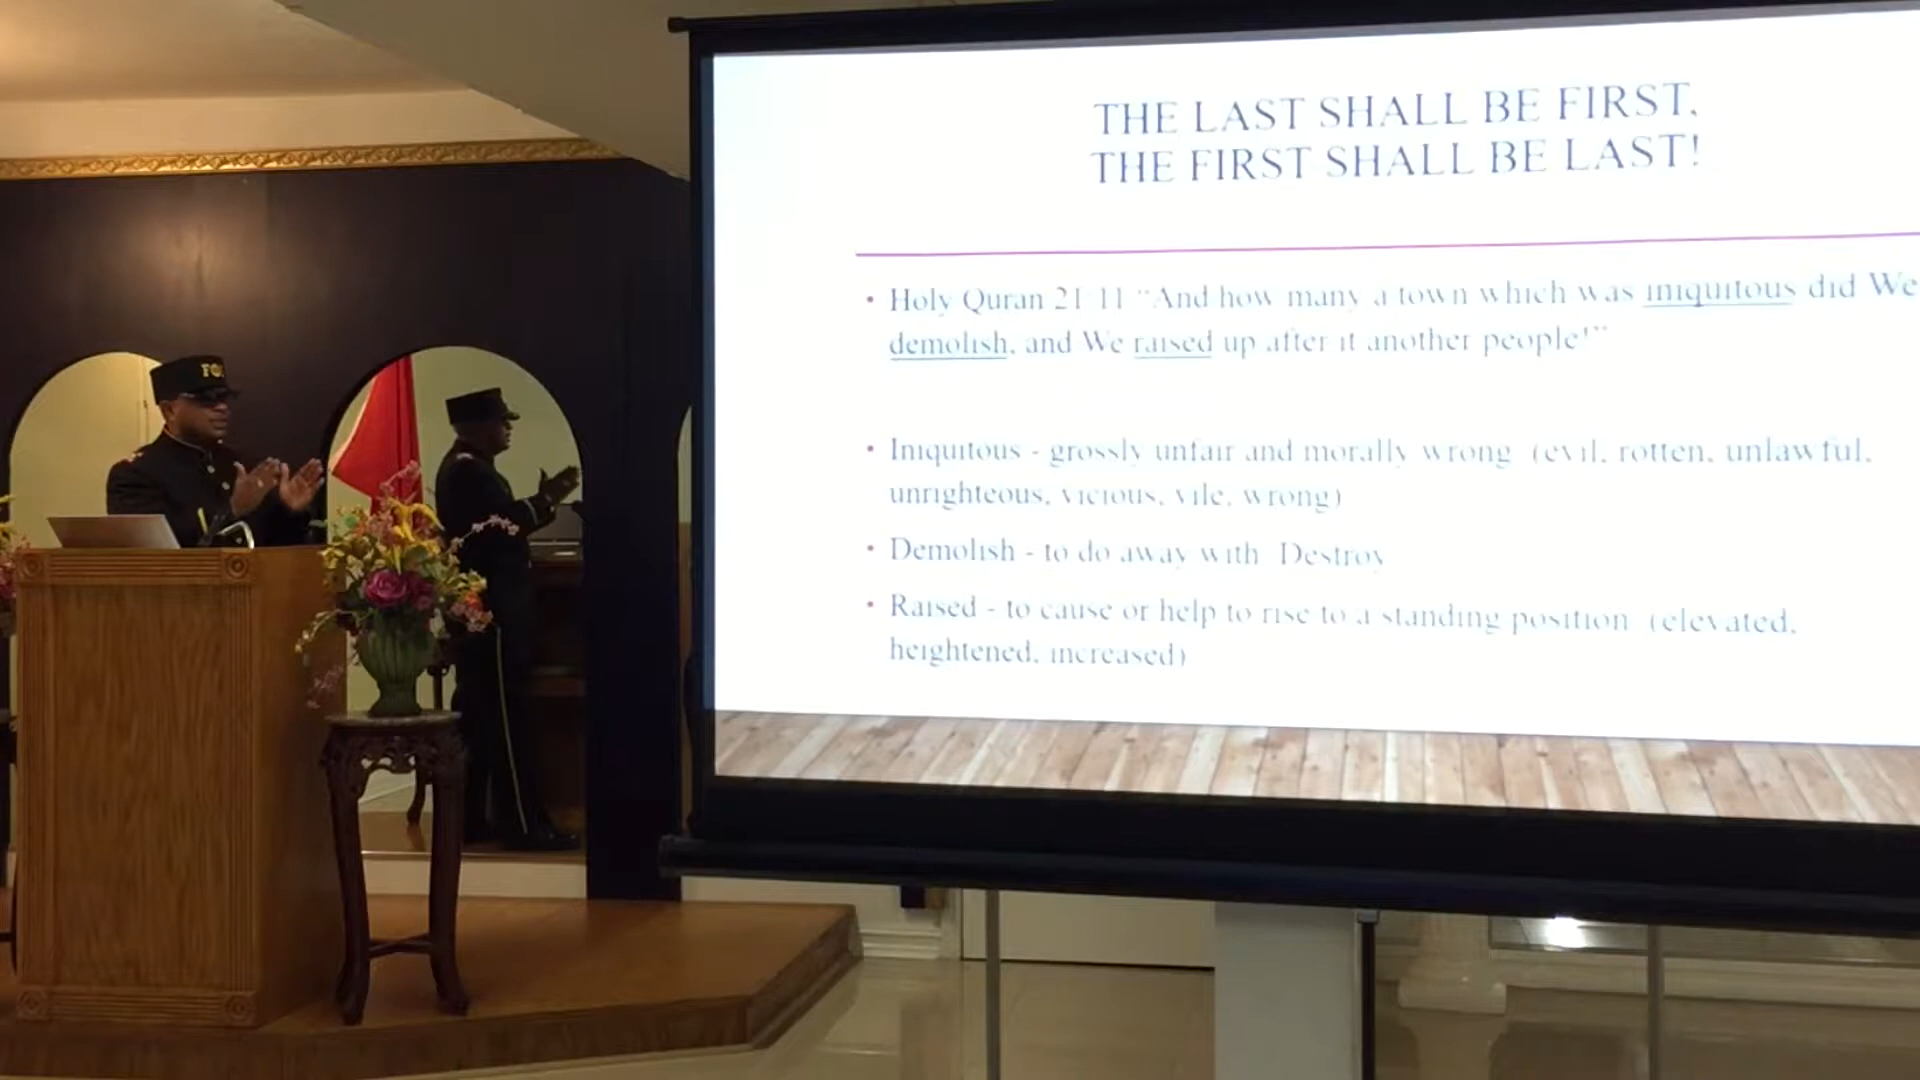 FOI
THE LAST SHALL BE FIRST,
THE FIRST SHALL BE LAST!
• Holy Quran 21:11 “And how many a town which was iniquitous did We
demolish, and We raised up after it another people!”
• Iniquitous - grossly unfair and morally wrong (evil, rotten, unlawful,
unrighteous, vicious, vile, wrong)
• Demolish - to do away with Destroy
• Raised - to cause or help to rise to a standing position (elevated,
heightened, increased)